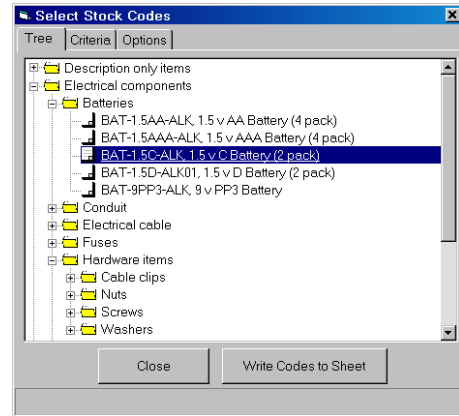 Select Stock Codes
Tree Criteria Options
Description only items
Electrical components
Batteries
BAT-1.5AA-ALK, 1.5 v AA Battery (4 pack)
BAT-1.5AAA-ALK, 1.5 v AAA Battery (4 pack)
BAT-1.5C-ALK, 1.5 v C Battery (2 pack)
BAT-1.5D-ALK01, 1.5 v D Battery (2 pack)
BAT-9PP3-ALK, 9 v PP3 Battery
Conduit
Electrical cable
Fuses
Hardware items
Cable clips
Nuts
Screws
Washers
Close Write Codes to Sheet